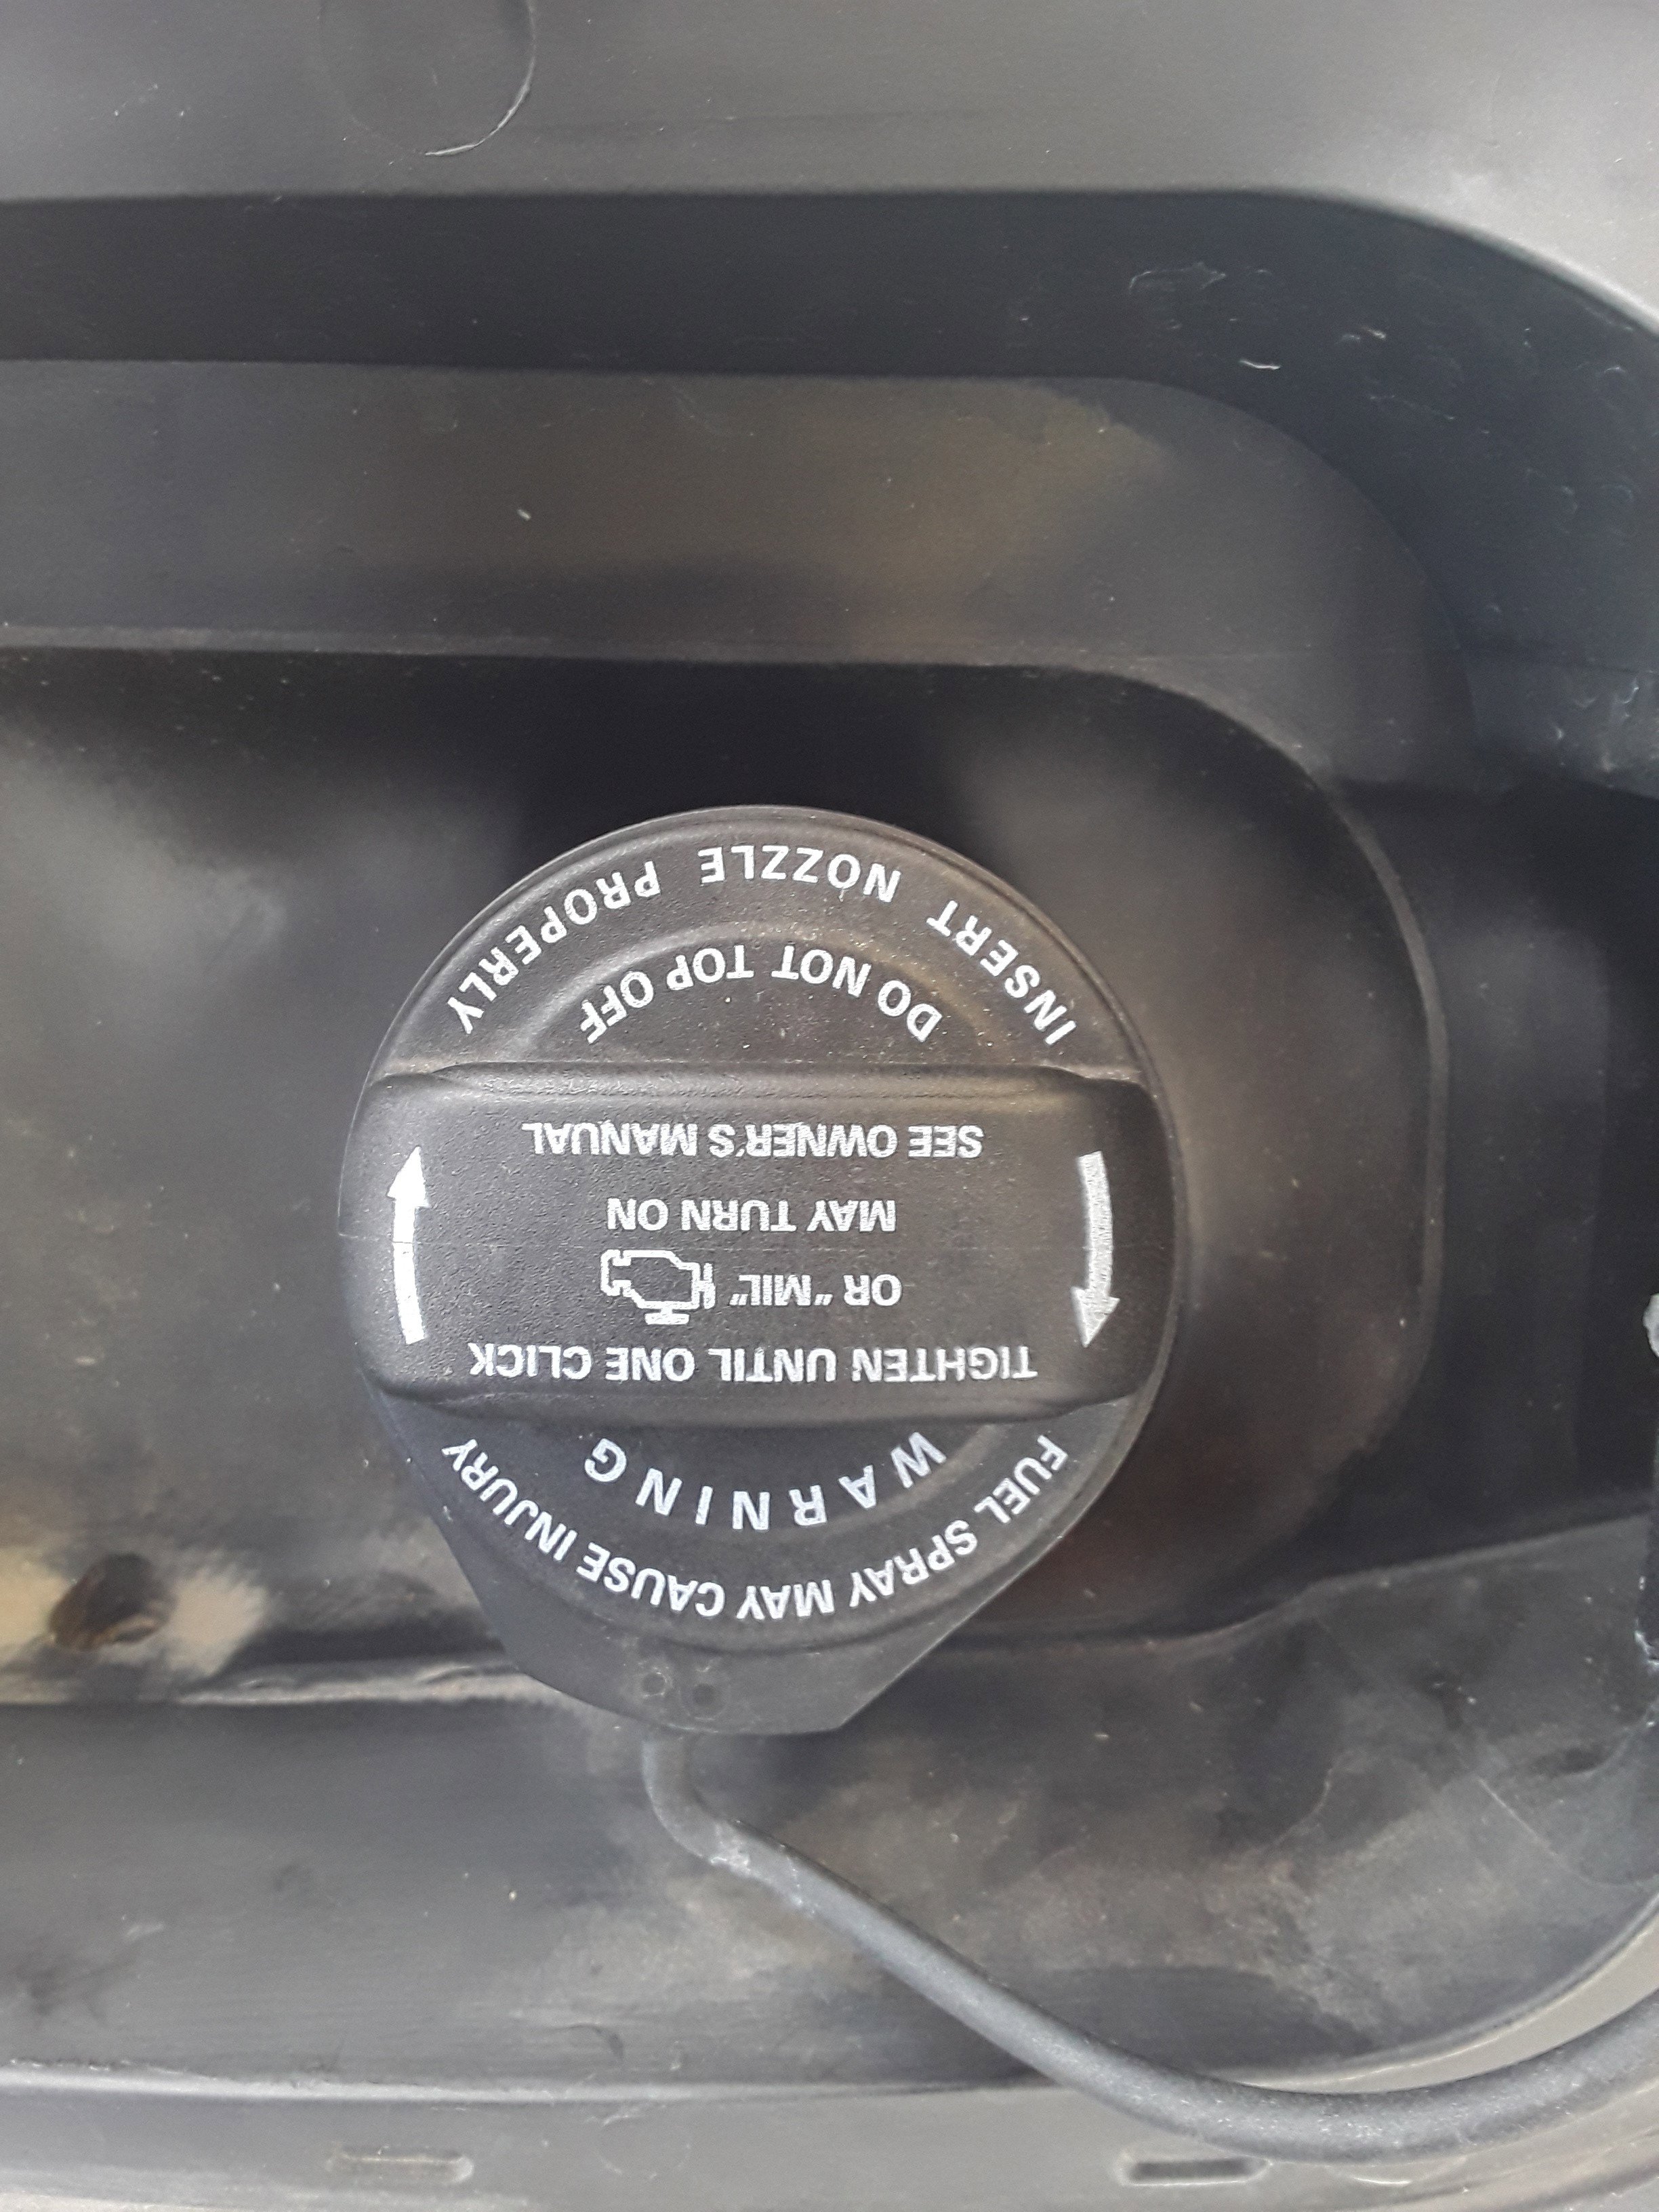 FUEL SPRAY MAY CAUSE INJURY
WARNING
TIGHTEN UNTIL ONE CLICK
OR "MIL"
MAY TURN ON
SEE OWNER'S MANUAL
DO NOT TOP OFF
INSERT NOZZLE PROPERLY